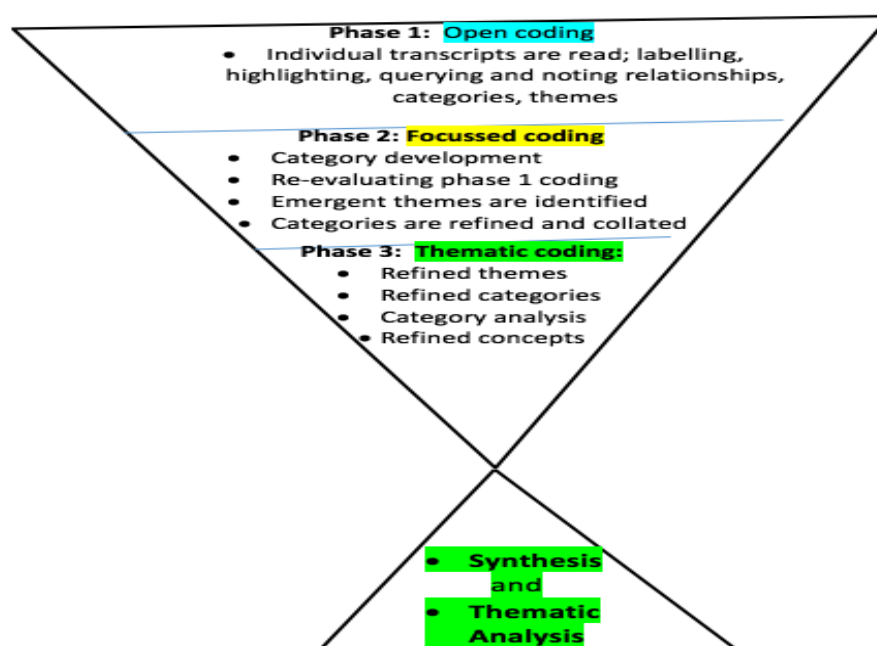 Phase 1: Open coding
• Individual transcripts are read; labelling,
highlighting, querying and noting relationships,
categories, themes
Phase 2: Focussed coding
• Category development
• Re-evaluating phase 1 coding
• Emergent themes are identified
• Categories are refined and collated
Phase 3: Thematic coding:
• Refined themes
• Refined categories
• Category analysis
• Refined concepts
• Synthesis
and
• Thematic
Analysis